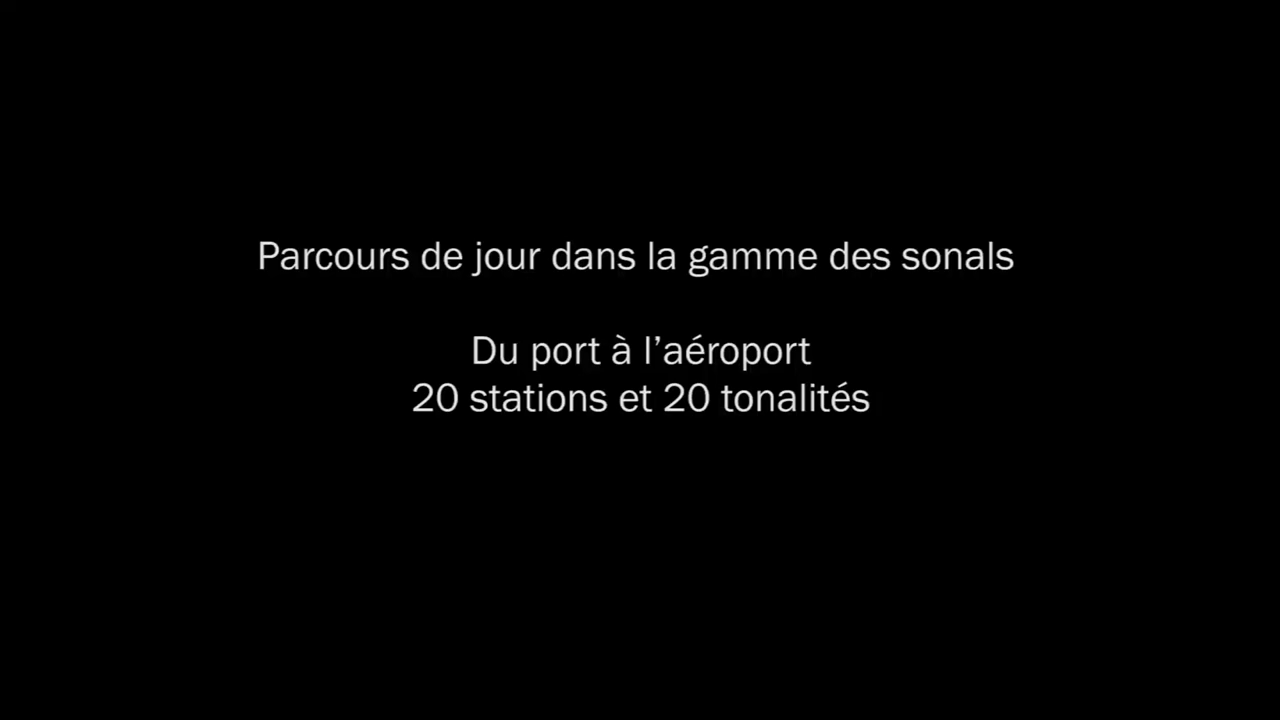 Parcours de jour dans la gamme des sonals
Du port à l’aéroport
20 stations et 20 tonalités